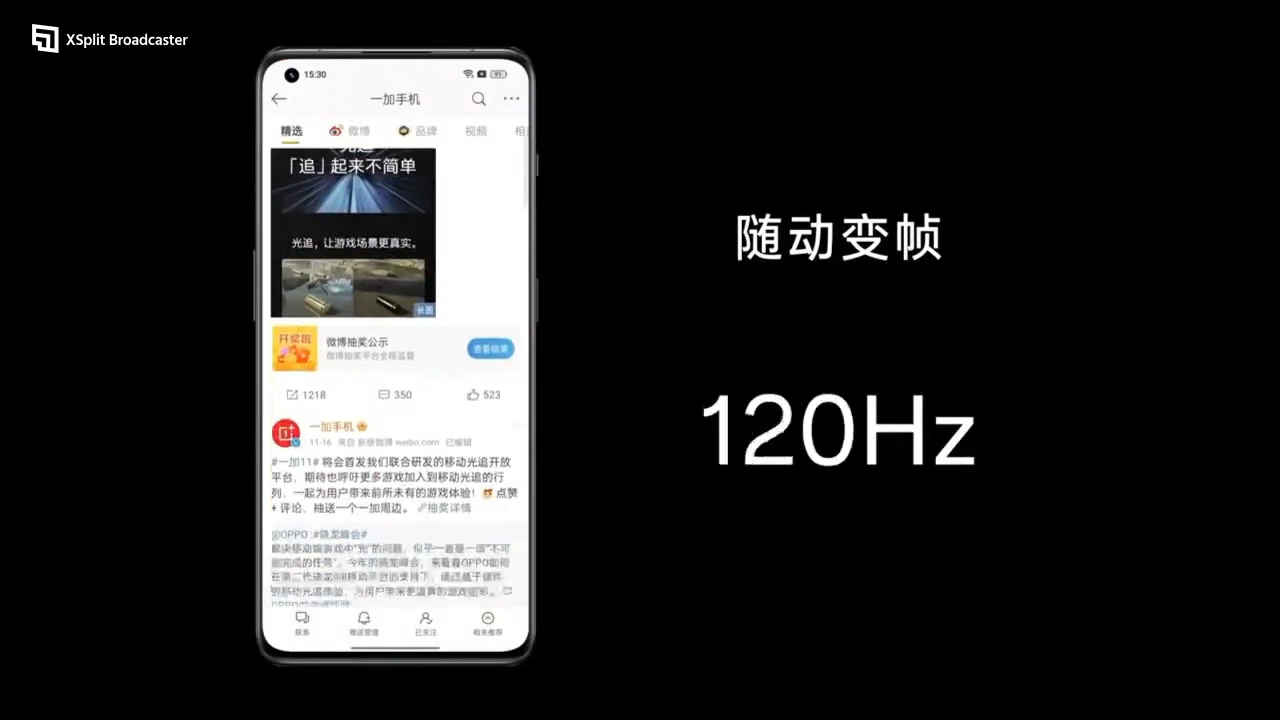 XSplit Broadcaster
15:30
一加手机
精选 微博 品牌 视频
「追」起来不简单
光追，让游戏场景更真实。
长图
微博抽奖公示
微博抽奖平台全程监督
查看结果
1218 350 523
一加手机
11-16 来自 新版微博 weibo.com 已编辑
#一加11# 将会首发我们联合研发的移动光追开放
平台，期待也呼吁更多游戏加入到移动光追的行
列，一起为用户带来前所未有的游戏体验！点赞
+ 评论、抽送一个一加周边。抽奖详情
@OPPO #骁龙峰会#
联系 推送管理 已关注 相关推荐
随动变帧
120Hz